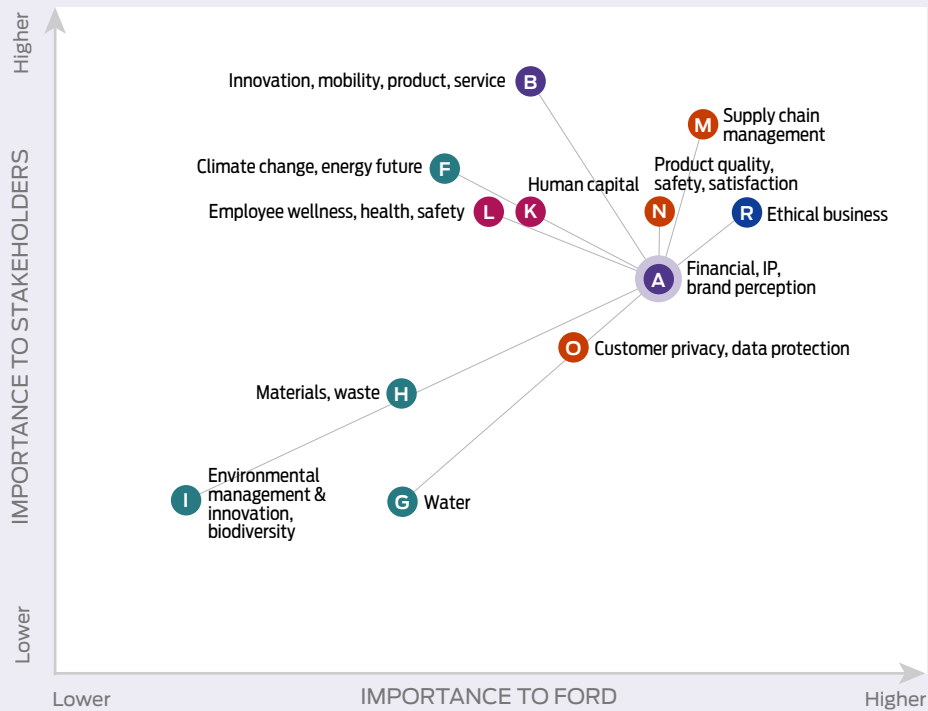 Higher
IMPORTANCE TO STAKEHOLDERS
Lower
Innovation, mobility, product, service
B
M
Supply chain
management
Climate change, energy future
F
Human capital
Product quality,
safety, satisfaction
Employee wellness, health, safety
L
K
N
R
Ethical business
A
Financial, IP,
brand perception
O
Customer privacy, data protection
Materials, waste
H
I
Environmental
management &
innovation,
biodiversity
G
Water
Lower
IMPORTANCE TO FORD
Higher